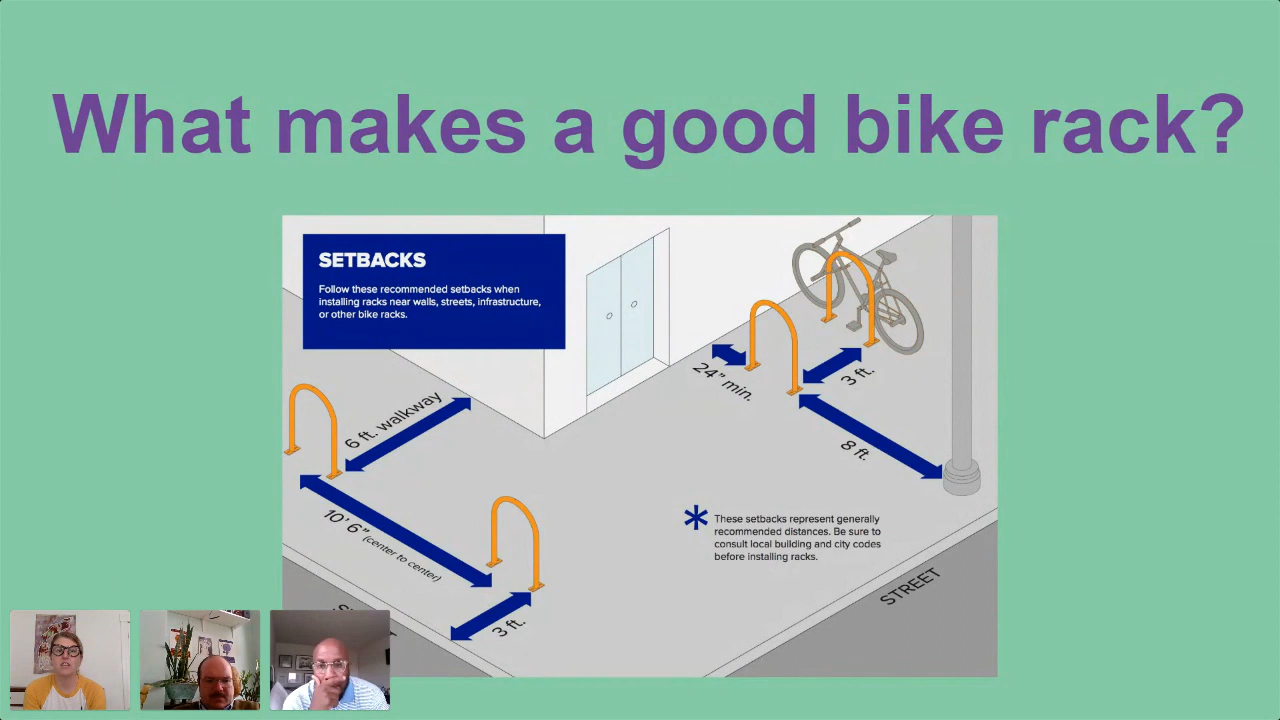 What makes a good bike rack?
SETBACKS
Follow these recommended setbacks when
installing racks near walls, streets, infrastructure,
or other bike racks.
24" min.
3 ft.
6 ft. walkway
8 ft.
10' 6" (center to center)
These setbacks represent generally
recommended distances. Be sure to
consult local building and city codes
before installing racks.
STREET
3 ft.